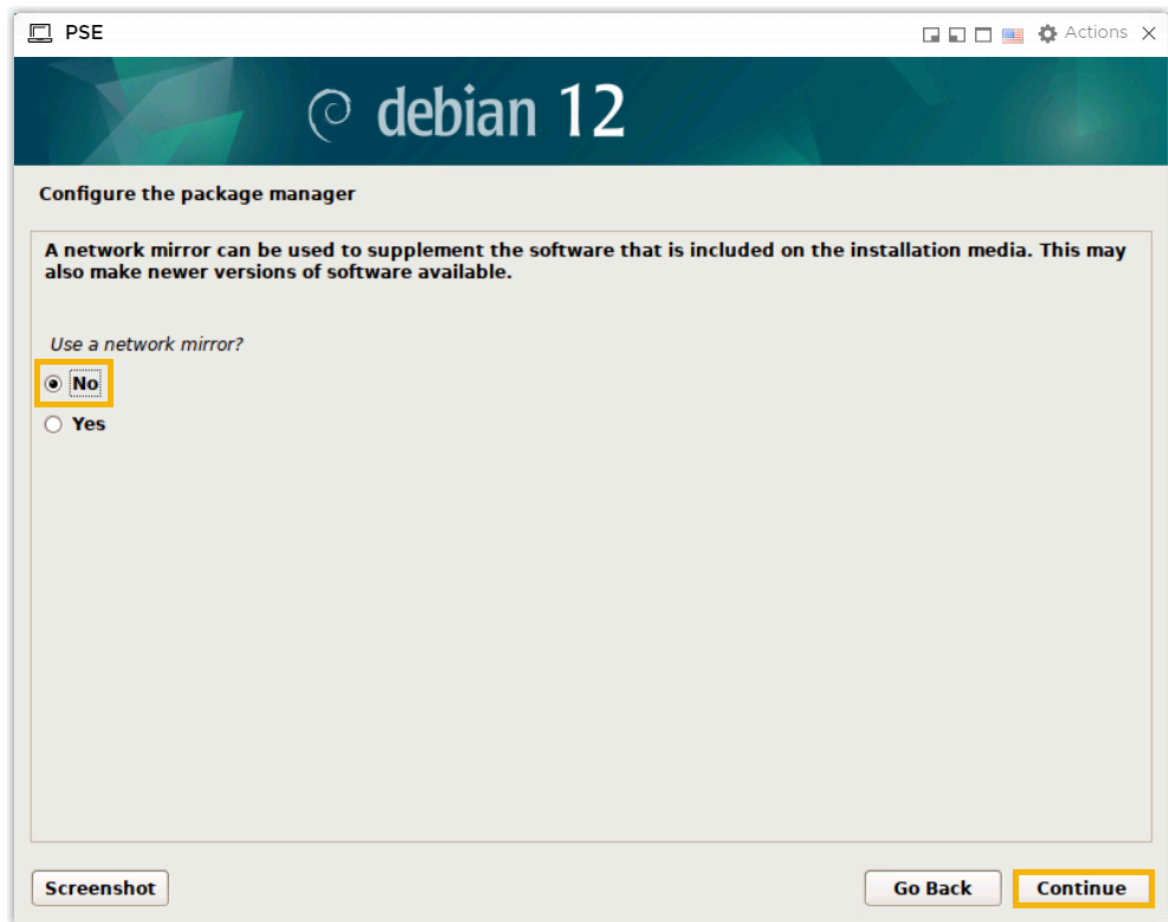 PSE
Actions
debian 12
Configure the package manager
A network mirror can be used to supplement the software that is included on the installation media. This may
also make newer versions of software available.
Use a network mirror?
No
Yes
Screenshot
Go Back
Continue